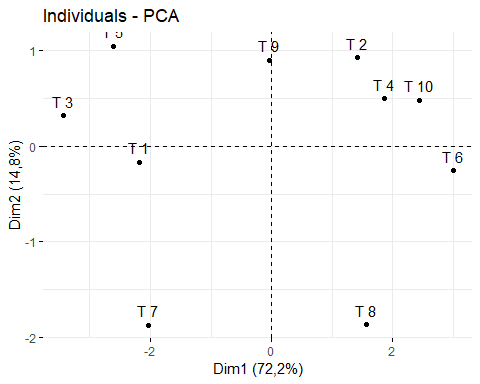 Individuals - PCA
T 5
T 9
T 2
T 4
T 10
T 3
T 1
T 6
T 7
T 8
1
0
-1
-2
-2
0
2
Dim2 (14,8%)
Dim1 (72,2%)